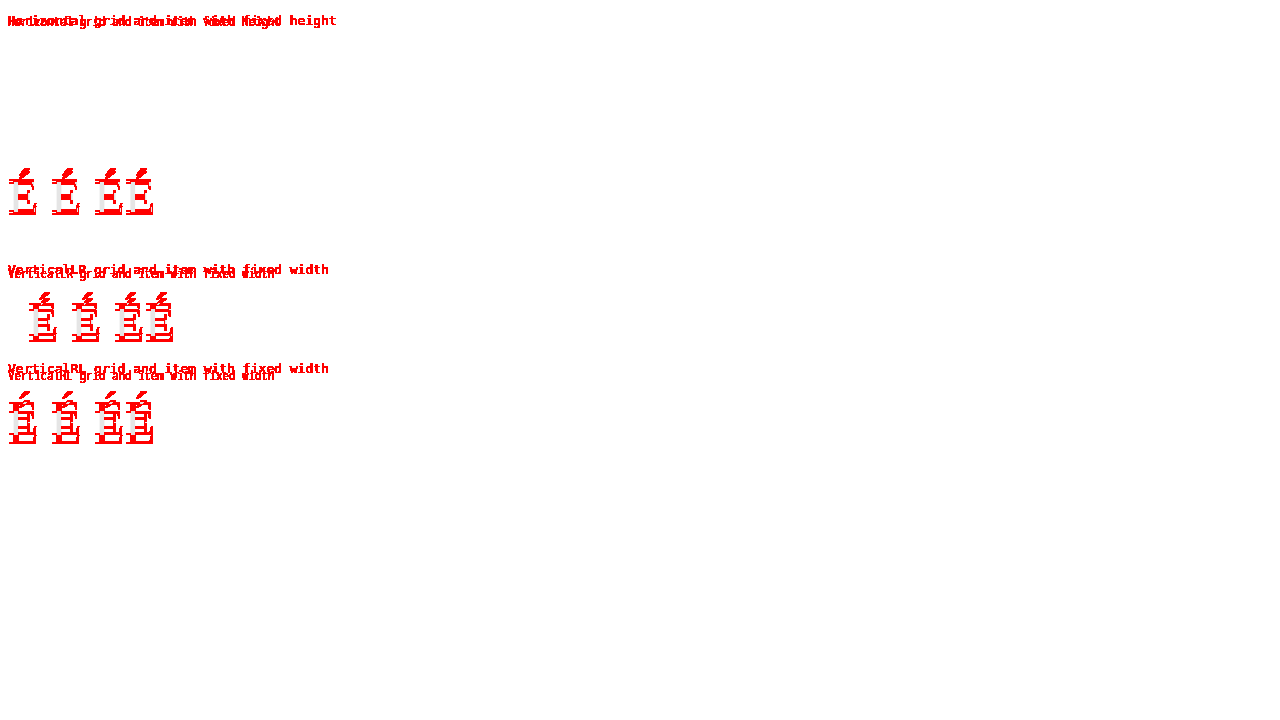 Horizontal grid and item with fixed height
É É É É
VerticalLR grid and item with fixed width
É É É É
VerticalRL grid and item with fixed width
É É É É